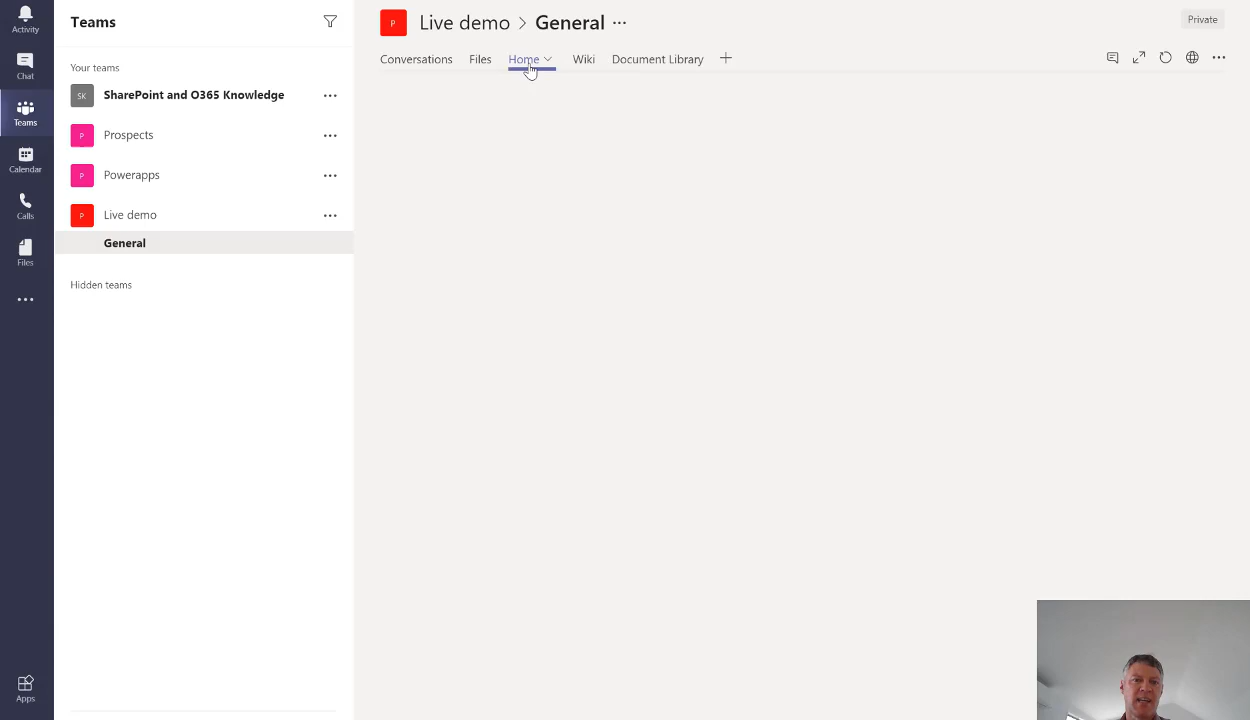 Activity
Chat
Teams
Calendar
Calls
Files
Apps
Teams
Your teams
SK SharePoint and O365 Knowledge
P Prospects
P Powerapps
P Live demo
General
Hidden teams
P Live demo > General
Private
Conversations Files Home Wiki Document Library